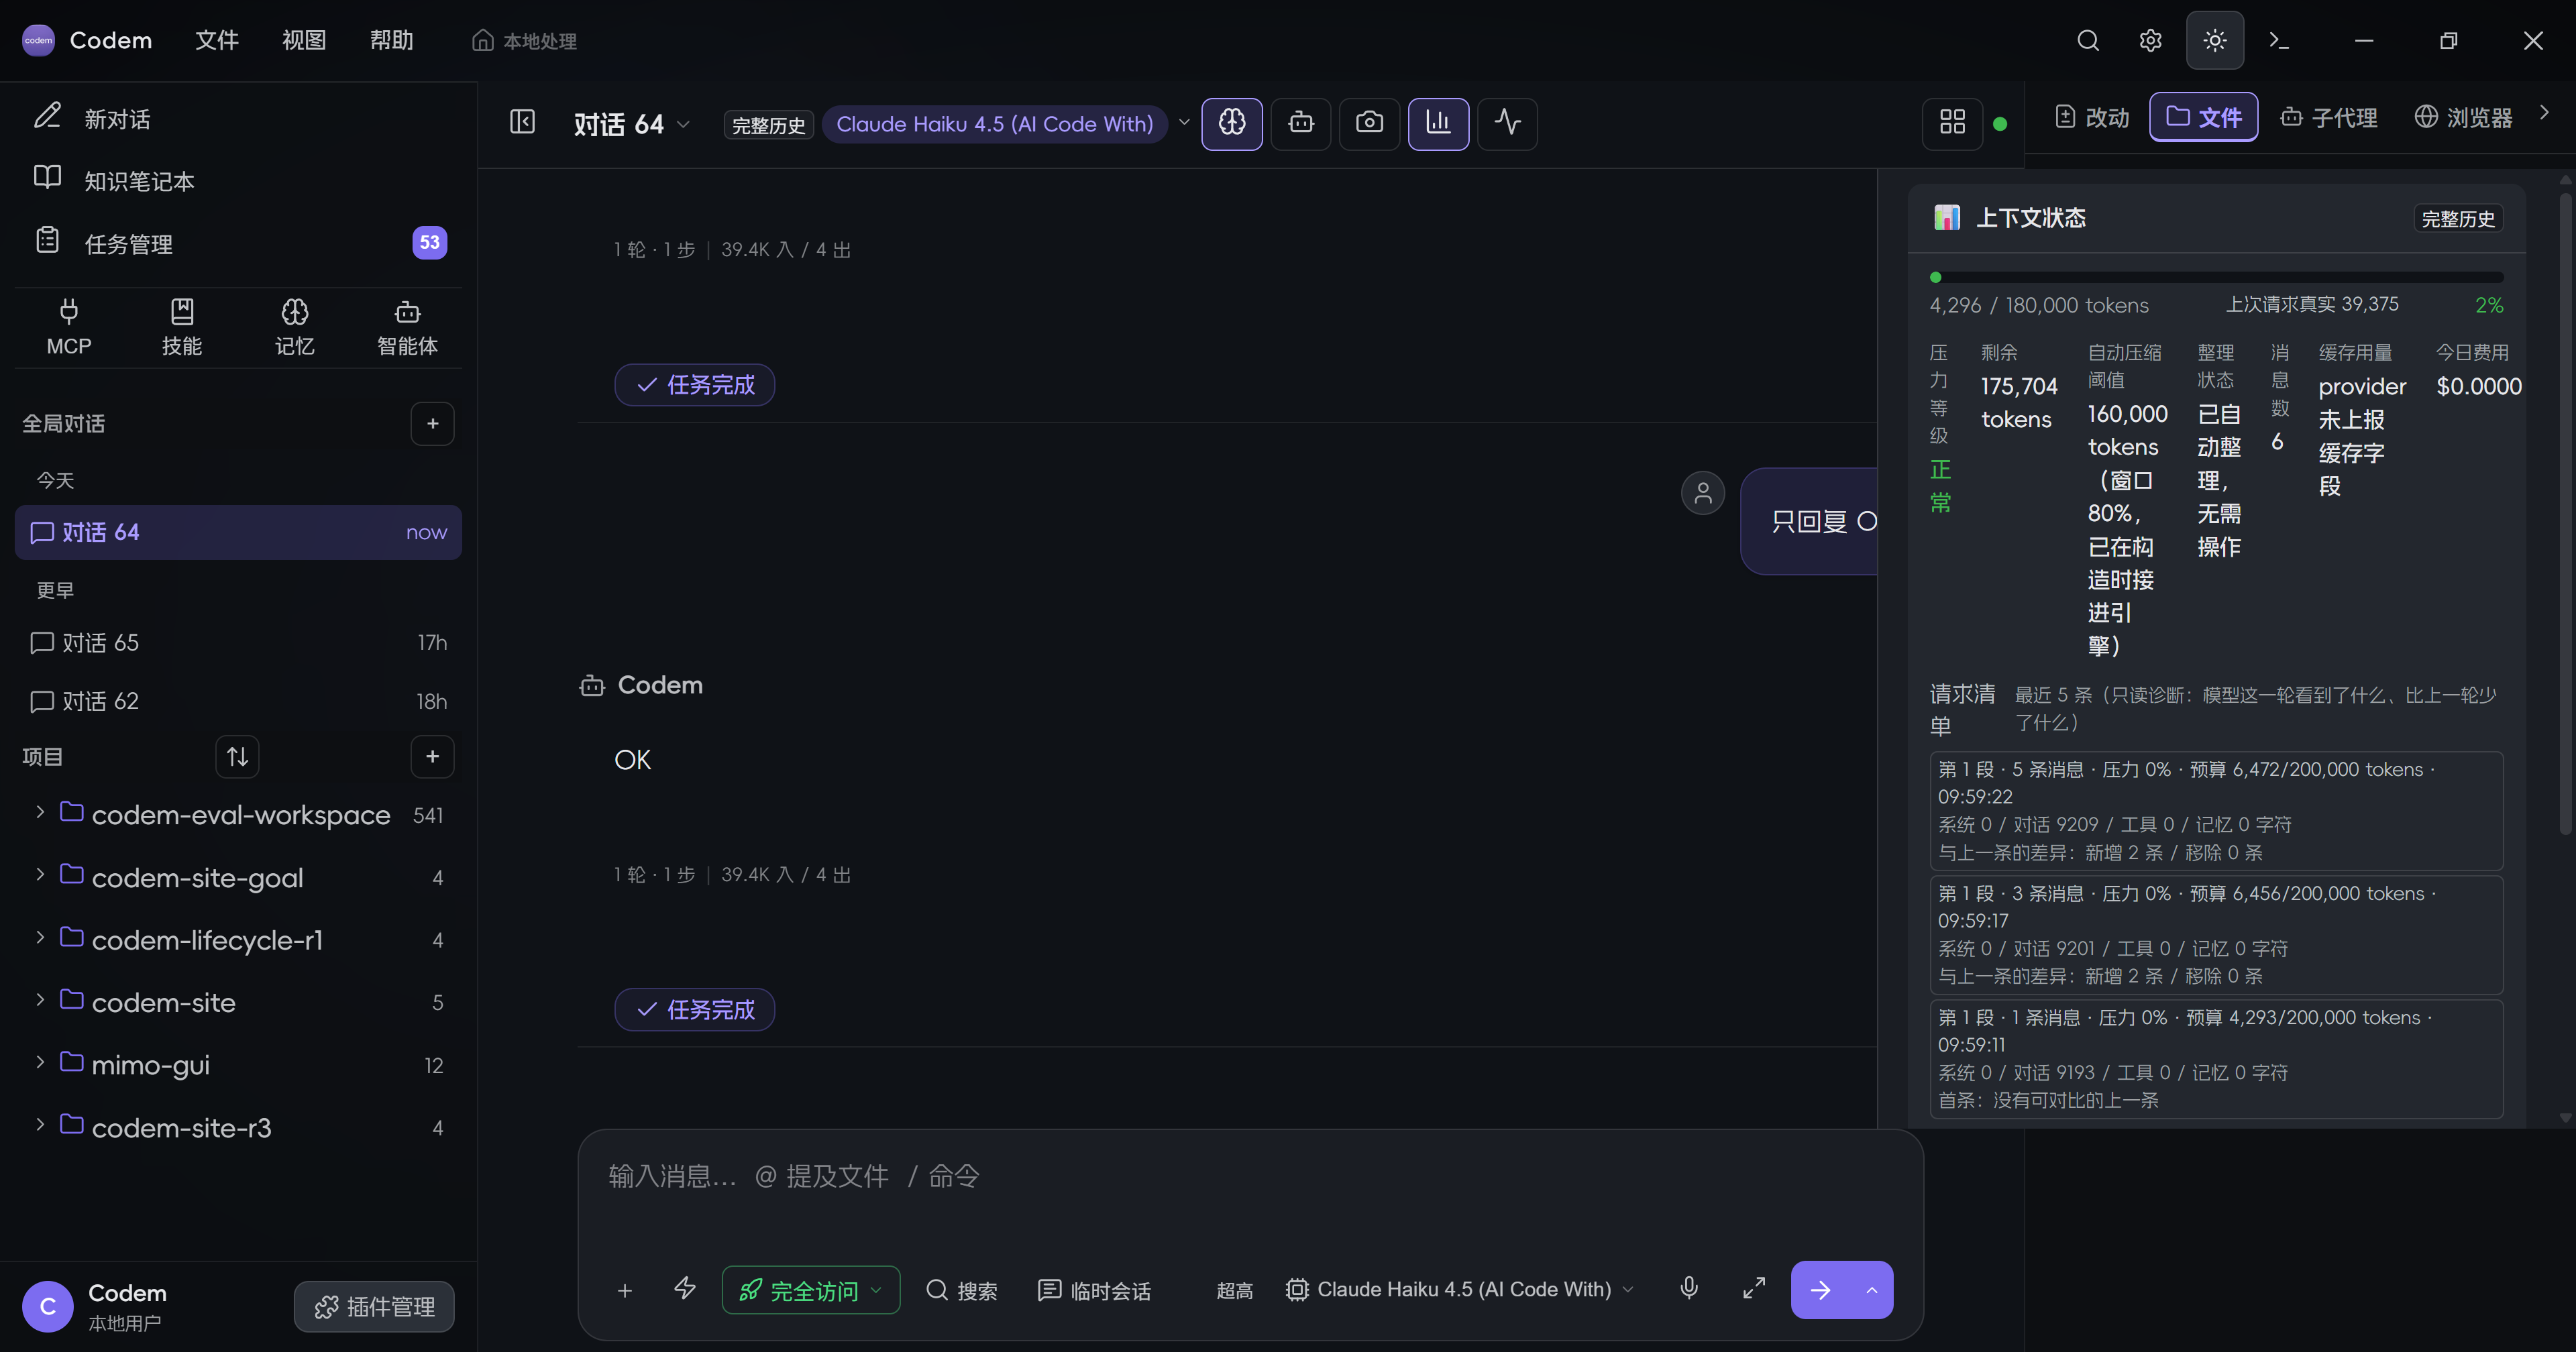 codem Codem 文件 视图 帮助 本地处理
新对话
知识笔记本
任务管理 53
MCP 技能 记忆 智能体
全局对话 +
今天
对话 64 now
更早
对话 65 17h
对话 62 18h
项目 +
codem-eval-workspace 541
codem-site-goal 4
codem-lifecycle-r1 4
codem-site 5
mimo-gui 12
codem-site-r3 4
C Codem
本地用户
插件管理
对话 64 完整历史 Claude Haiku 4.5 (AI Code With)
1 轮 · 1 步 | 39.4K 入 / 4 出
任务完成
只回复 O
Codem
OK
1 轮 · 1 步 | 39.4K 入 / 4 出
任务完成
输入消息... @ 提及文件 / 命令
+ 完全访问 搜索 临时会话 超高 Claude Haiku 4.5 (AI Code With)
改动 文件 子代理 浏览器
上下文状态 完整历史
4,296 / 180,000 tokens 上次请求真实 39,375 2%
压力等级
正常
剩余
175,704
tokens
自动压缩
阈值
160,000
tokens
（窗口
80%，
已在构
造时接
进引
擎）
整理
状态
已自
动整
理，
无需
操作
消息数
6
缓存用量
provider
未上报
缓存字
段
今日费用
$0.0000
请求清单
最近 5 条（只读诊断：模型这一轮看到了什么、比上一轮少
了什么）
第 1 段 · 5 条消息 · 压力 0% · 预算 6,472/200,000 tokens ·
09:59:22
系统 0 / 对话 9209 / 工具 0 / 记忆 0 字符
与上一条的差异：新增 2 条 / 移除 0 条
第 1 段 · 3 条消息 · 压力 0% · 预算 6,456/200,000 tokens ·
09:59:17
系统 0 / 对话 9201 / 工具 0 / 记忆 0 字符
与上一条的差异：新增 2 条 / 移除 0 条
第 1 段 · 1 条消息 · 压力 0% · 预算 4,293/200,000 tokens ·
09:59:11
系统 0 / 对话 9193 / 工具 0 / 记忆 0 字符
首条：没有可对比的上一条